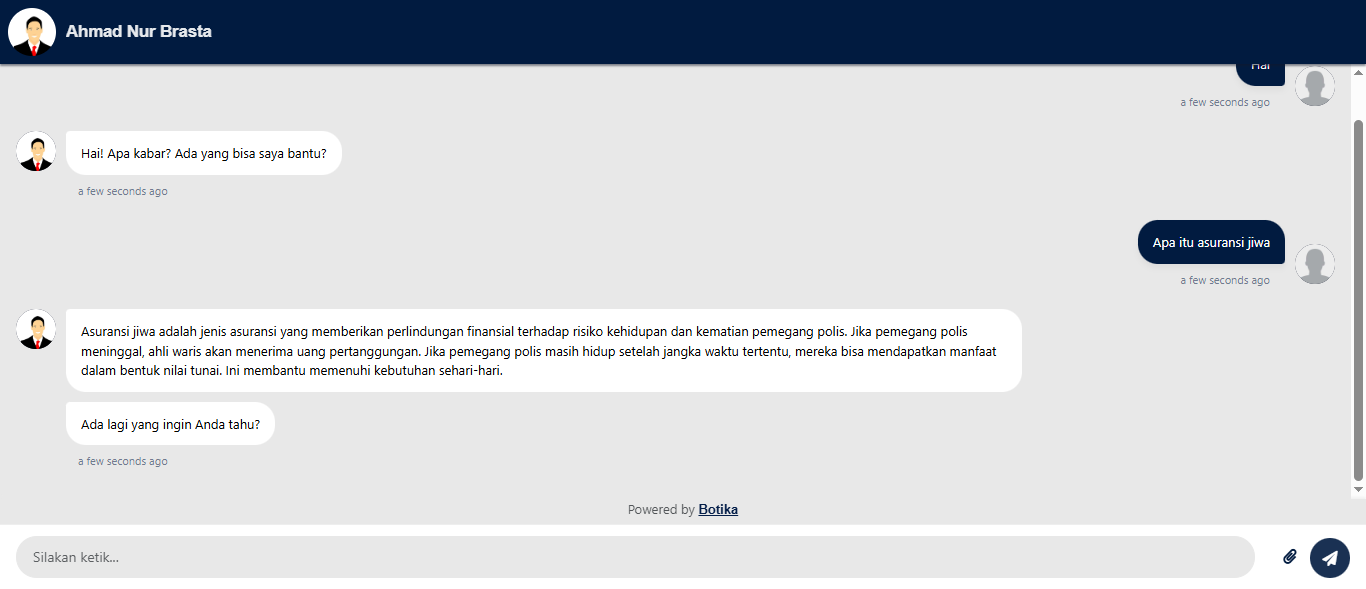 Ahmad Nur Brasta
Hai
a few seconds ago
Hai! Apa kabar? Ada yang bisa saya bantu?
a few seconds ago
Apa itu asuransi jiwa
a few seconds ago
Asuransi jiwa adalah jenis asuransi yang memberikan perlindungan finansial terhadap risiko kehidupan dan kematian pemegang polis. Jika pemegang polis
meninggal, ahli waris akan menerima uang pertanggungan. Jika pemegang polis masih hidup setelah jangka waktu tertentu, mereka bisa mendapatkan manfaat
dalam bentuk nilai tunai. Ini membantu memenuhi kebutuhan sehari-hari.
Ada lagi yang ingin Anda tahu?
a few seconds ago
Powered by Botika
Silakan ketik...